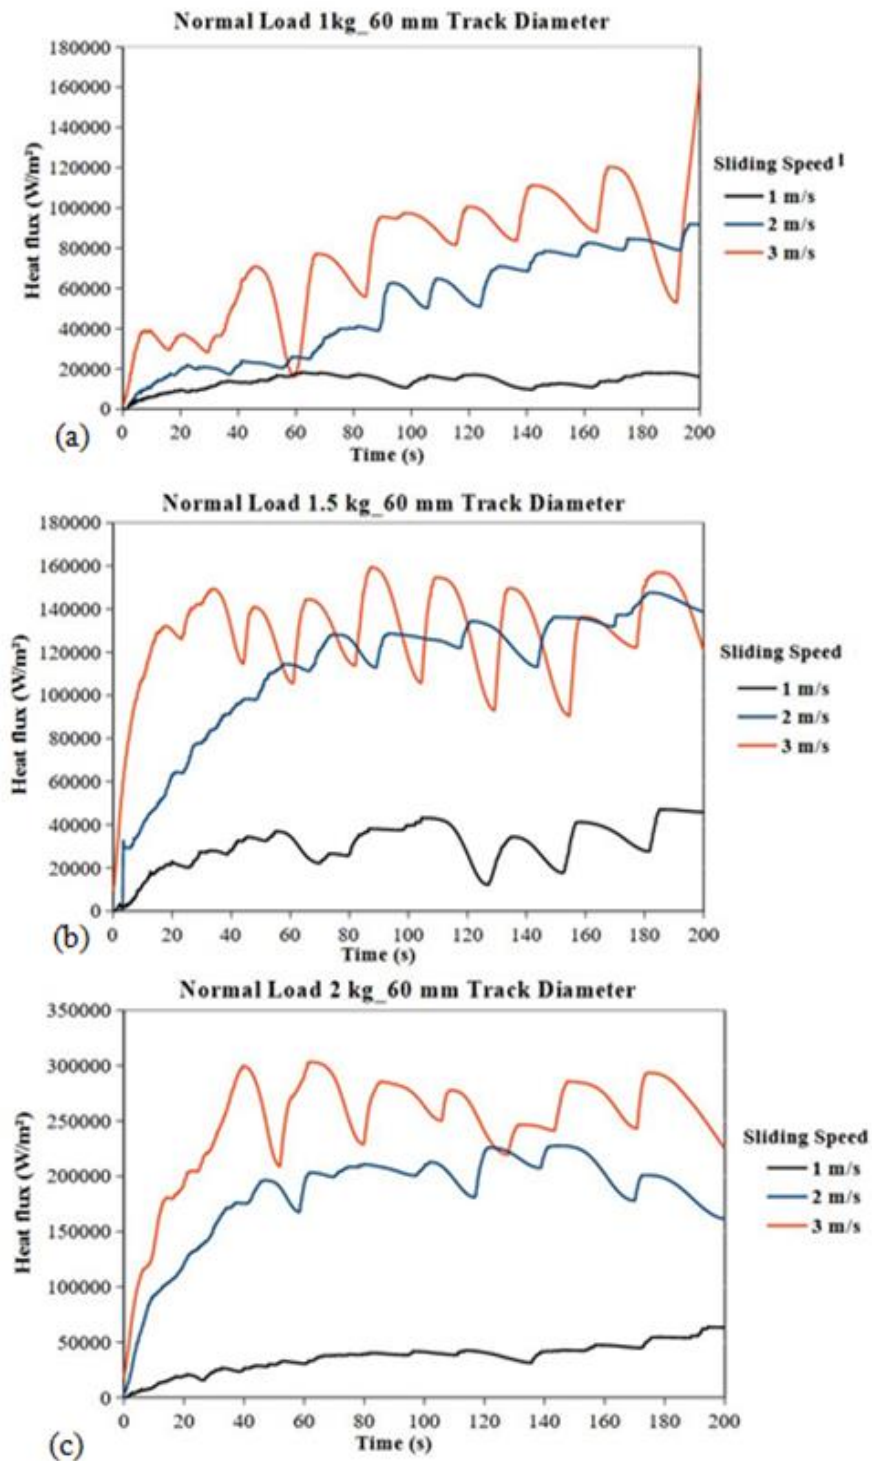 Normal Load 1kg_60 mm Track Diameter
180000
160000
140000
120000
100000
80000
60000
40000
20000
0
Heat flux (W/m²)
0 20 40 60 80 100 120 140 160 180 200
Time (s)
Sliding Speed
1 m/s
2 m/s
3 m/s
(a)
Normal Load 1.5 kg_60 mm Track Diameter
180000
160000
140000
120000
100000
80000
60000
40000
20000
0
Heat flux (W/m²)
0 20 40 60 80 100 120 140 160 180 200
Time (s)
Sliding Speed
1 m/s
2 m/s
3 m/s
(b)
Normal Load 2 kg_60 mm Track Diameter
350000
300000
250000
200000
150000
100000
50000
0
Heat flux (W/m²)
0 20 40 60 80 100 120 140 160 180 200
Time (s)
Sliding Speed
1 m/s
2 m/s
3 m/s
(c)